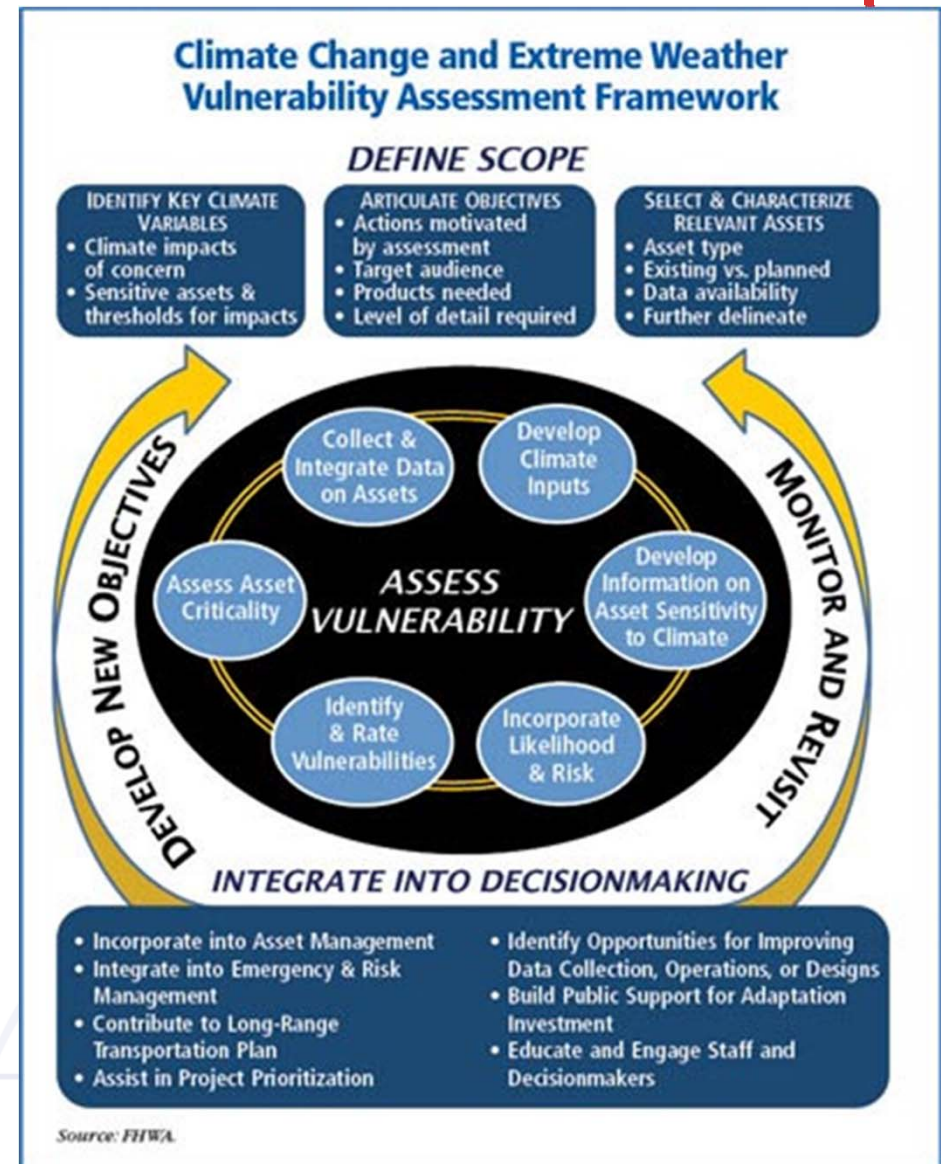 Climate Change and Extreme Weather
Vulnerability Assessment Framework
DEFINE SCOPE
IDENTIFY KEY CLIMATE
VARIABLES
• Climate impacts
of concern
• Sensitive assets &
thresholds for impacts
ARTICULATE OBJECTIVES
• Actions motivated
by assessment
• Target audience
• Products needed
• Level of detail required
SELECT & CHARACTERIZE
RELEVANT ASSETS
• Asset type
• Existing vs. planned
• Data availability
• Further delineate
DEVELOP NEW OBJECTIVES
Collect &
Integrate Data
on Assets
Develop
Climate
Inputs
Assess Asset
Criticality
ASSESS
VULNERABILITY
Develop
Information on
Asset Sensitivity
to Climate
Identify
& Rate
Vulnerabilities
Incorporate
Likelihood
& Risk
MONITOR AND REVISIT
INTEGRATE INTO DECISIONMAKING
• Incorporate into Asset Management
• Integrate into Emergency & Risk
Management
• Contribute to Long-Range
Transportation Plan
• Assist in Project Prioritization
• Identify Opportunities for Improving
Data Collection, Operations, or Designs
• Build Public Support for Adaptation
Investment
• Educate and Engage Staff and
Decisionmakers
Source: FHWA.